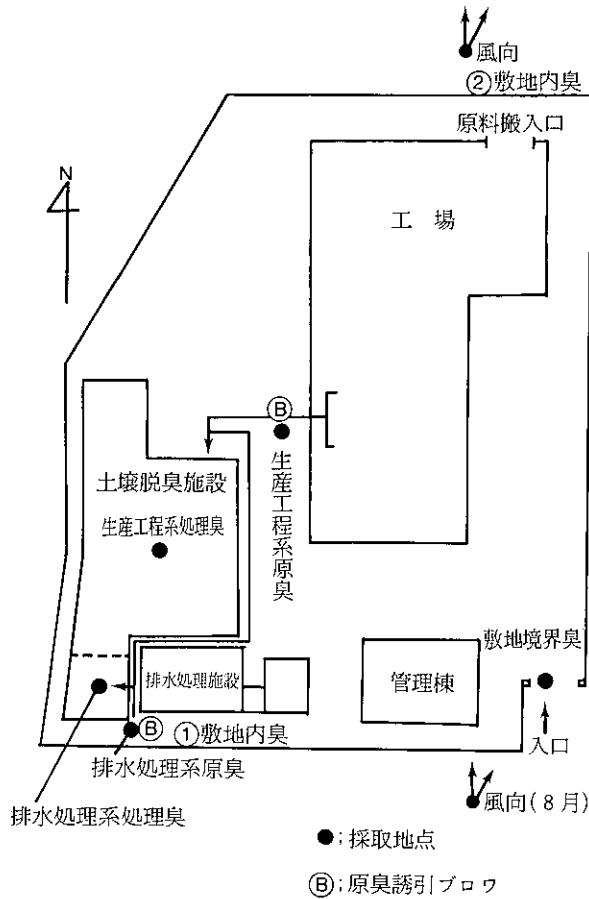 風向
②敷地内臭
原料搬入口
N
工場
Ⓑ
生産工程系原臭
土壌脱臭施設
生産工程系処理臭
敷地境界臭
排水処理施設
管理棟
Ⓑ
①敷地内臭
入口
排水処理系原臭
風向(8月)
排水処理系処理臭
●;採取地点
Ⓑ;原臭誘引ブロワ